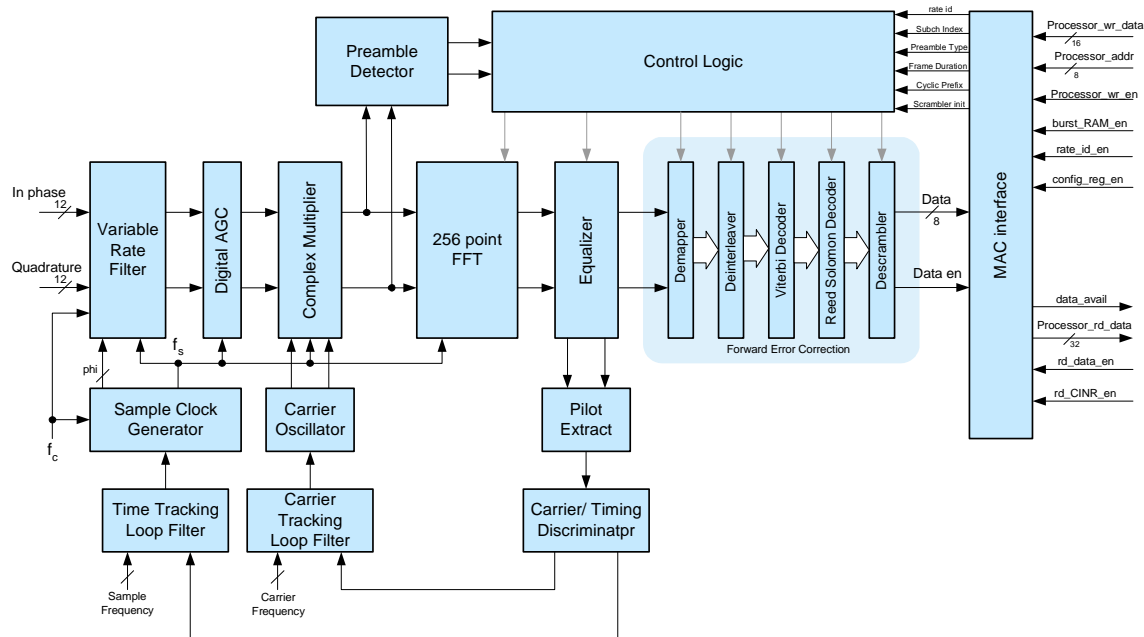 rate id
Subch Index
Preamble Type
Frame Duration
Cyclic Prefix
Scrambler init
Preamble
Detector
Control Logic
MAC interface
Processor_wr_data
16
Processor_addr
8
Processor_wr_en
burst_RAM_en
rate_id_en
config_reg_en
In phase
12
Quadrature
12
Variable
Rate
Filter
Digital AGC
Complex Multiplier
256 point
FFT
Equalizer
Demapper
Deinterleaver
Viterbi Decoder
Reed Solomon Decoder
Descrambler
Forward Error Correction
Data
8
Data en
data_avail
Processor_rd_data
32
rd_data_en
rd_CINR_en
fs
phi
fc
Sample Clock
Generator
Carrier
Oscillator
Pilot
Extract
Time Tracking
Loop Filter
Carrier
Tracking
Loop Filter
Carrier/ Timing
Discriminatpr
Sample
Frequency
Carrier
Frequency